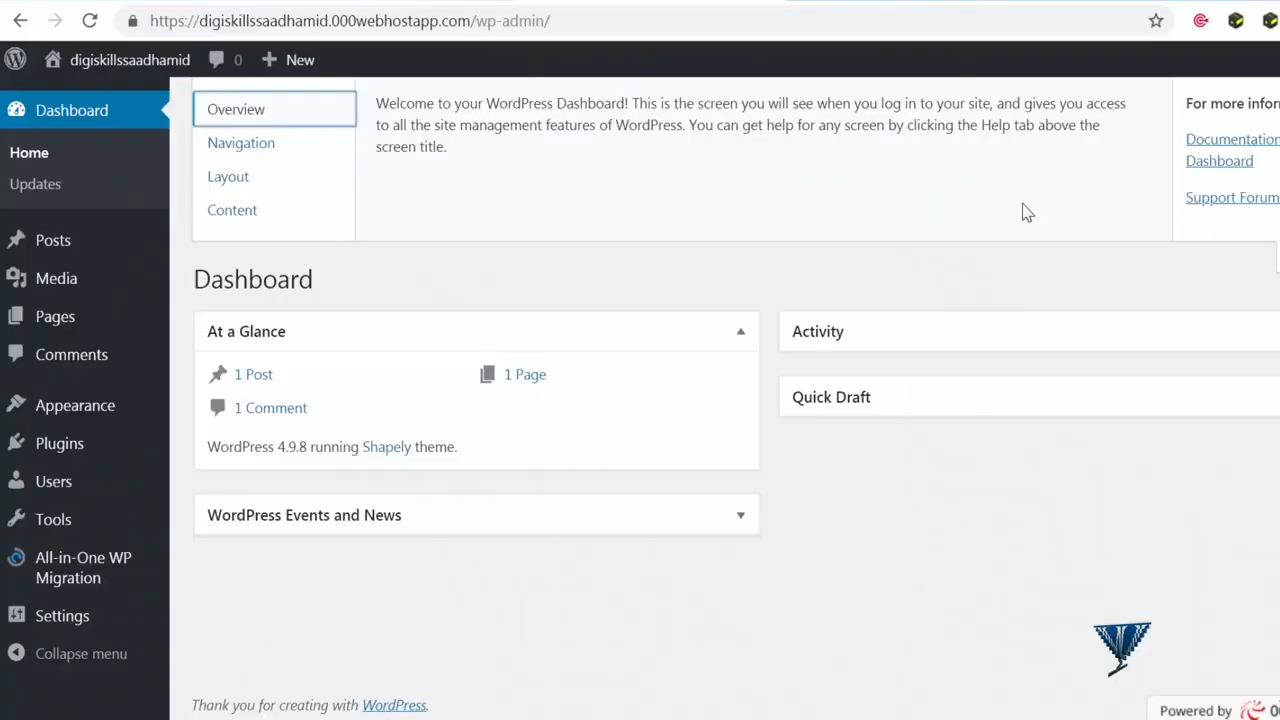 https://digiskillssaadhamid.000webhostapp.com/wp-admin/
digiskillssaadhamid
0
New
Dashboard
Home
Updates
Posts
Media
Pages
Comments
Appearance
Plugins
Users
Tools
All-in-One WP
Migration
Settings
Collapse menu
Overview
Navigation
Layout
Content
Welcome to your WordPress Dashboard! This is the screen you will see when you log in to your site, and gives you access
to all the site management features of WordPress. You can get help for any screen by clicking the Help tab above the
screen title.
For more infor
Documentation
Dashboard
Support Forum
Dashboard
At a Glance
1 Post
1 Page
1 Comment
WordPress 4.9.8 running Shapely theme.
WordPress Events and News
Activity
Quick Draft
Thank you for creating with WordPress.
Powered by